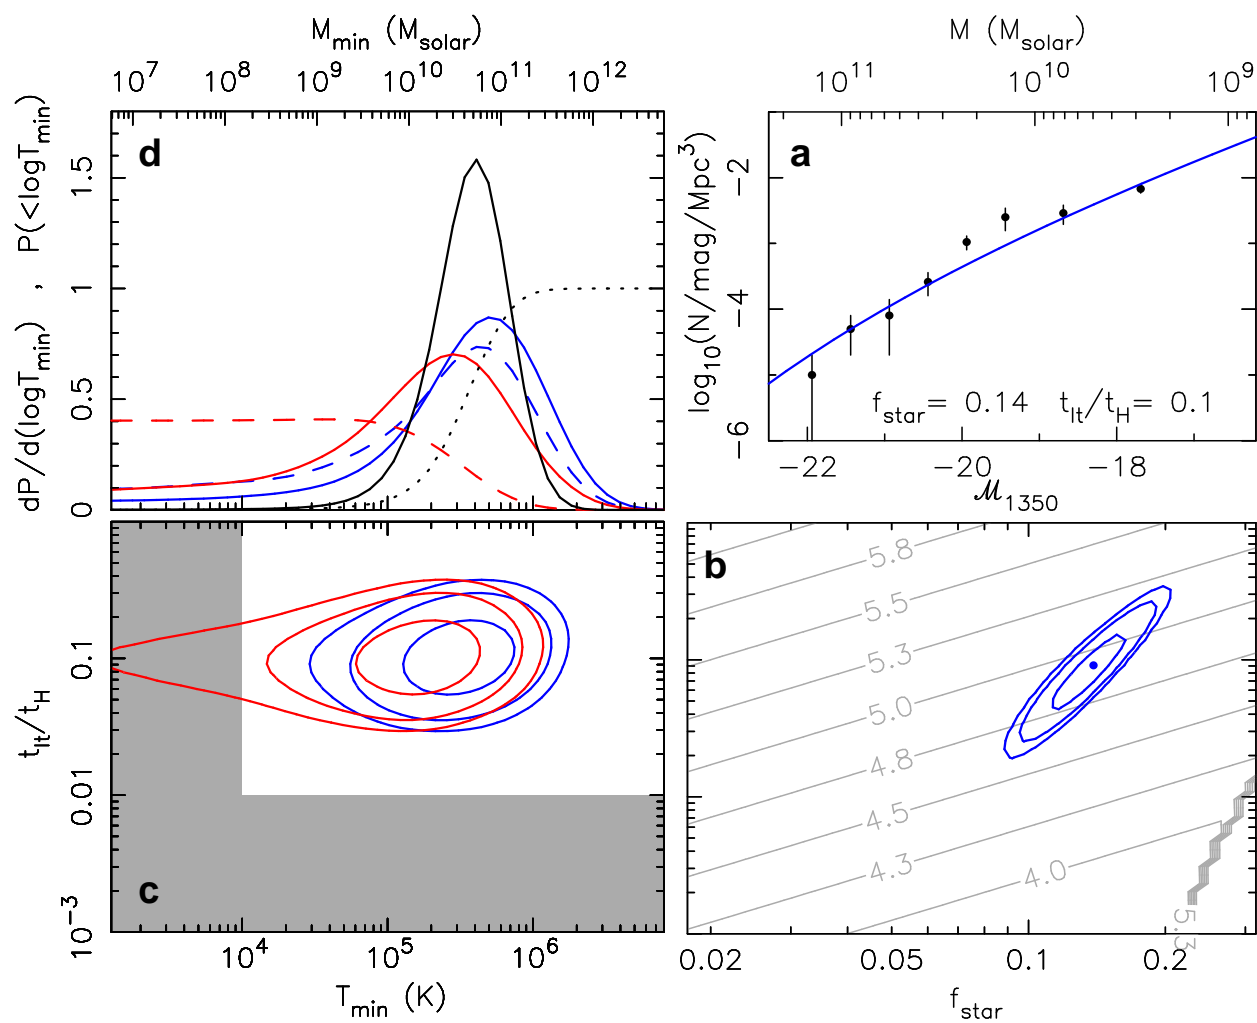 M_min (M_solar)
10^7 10^8 10^9 10^10 10^11 10^12
dP/d(logT_min) , P(<logT_min)
0 0.5 1 1.5
d
M (M_solar)
10^11 10^10 10^9
log_10(N/mag/Mpc^3)
−2
−4
−6
a
f_star= 0.14 t_lt/t_H= 0.1
−22 −20 −18
ℳ_1350
t_lt/t_H
0.1
0.01
10^−3
c
10^4 10^5 10^6
T_min (K)
b
5.8
5.5
5.3
5.0
4.8
4.5
4.3
4.0
5.3
0.02 0.05 0.1 0.2
f_star